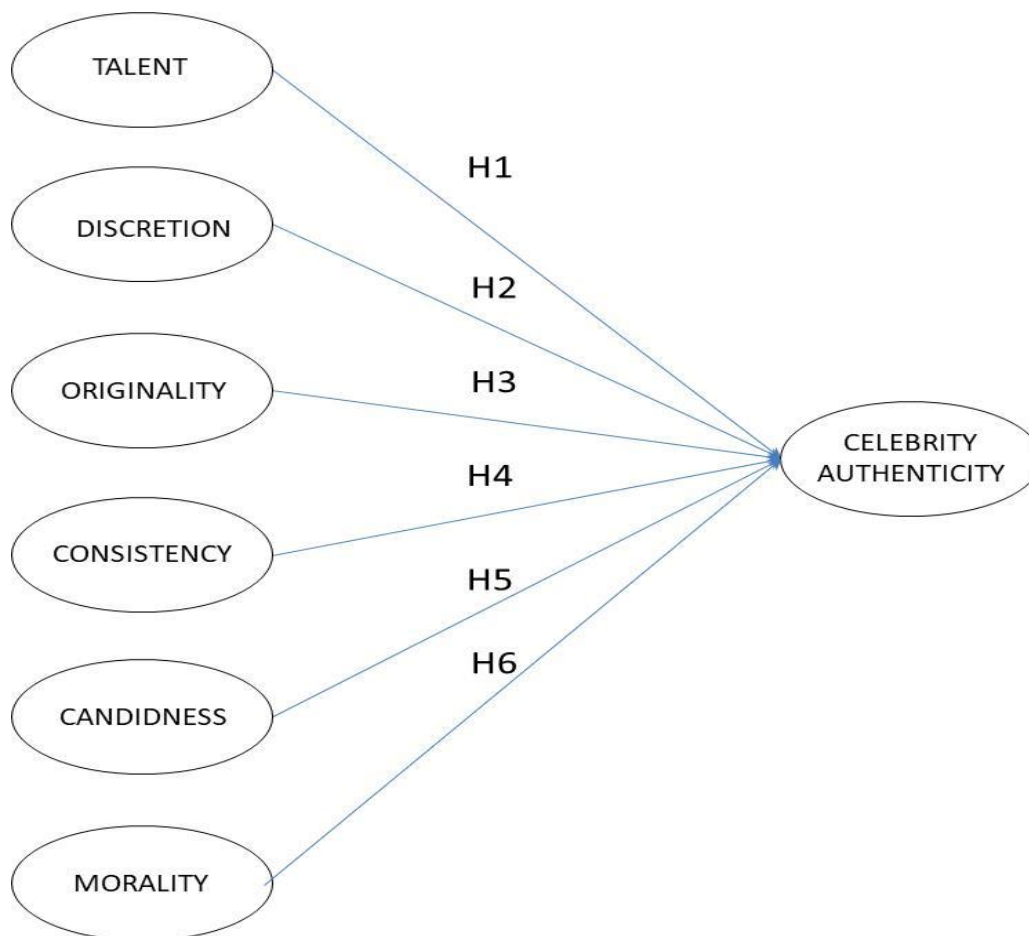 TALENT
H1
DISCRETION
H2
ORIGINALITY
H3
CELEBRITY
AUTHENTICITY
H4
CONSISTENCY
H5
H6
CANDIDNESS
MORALITY